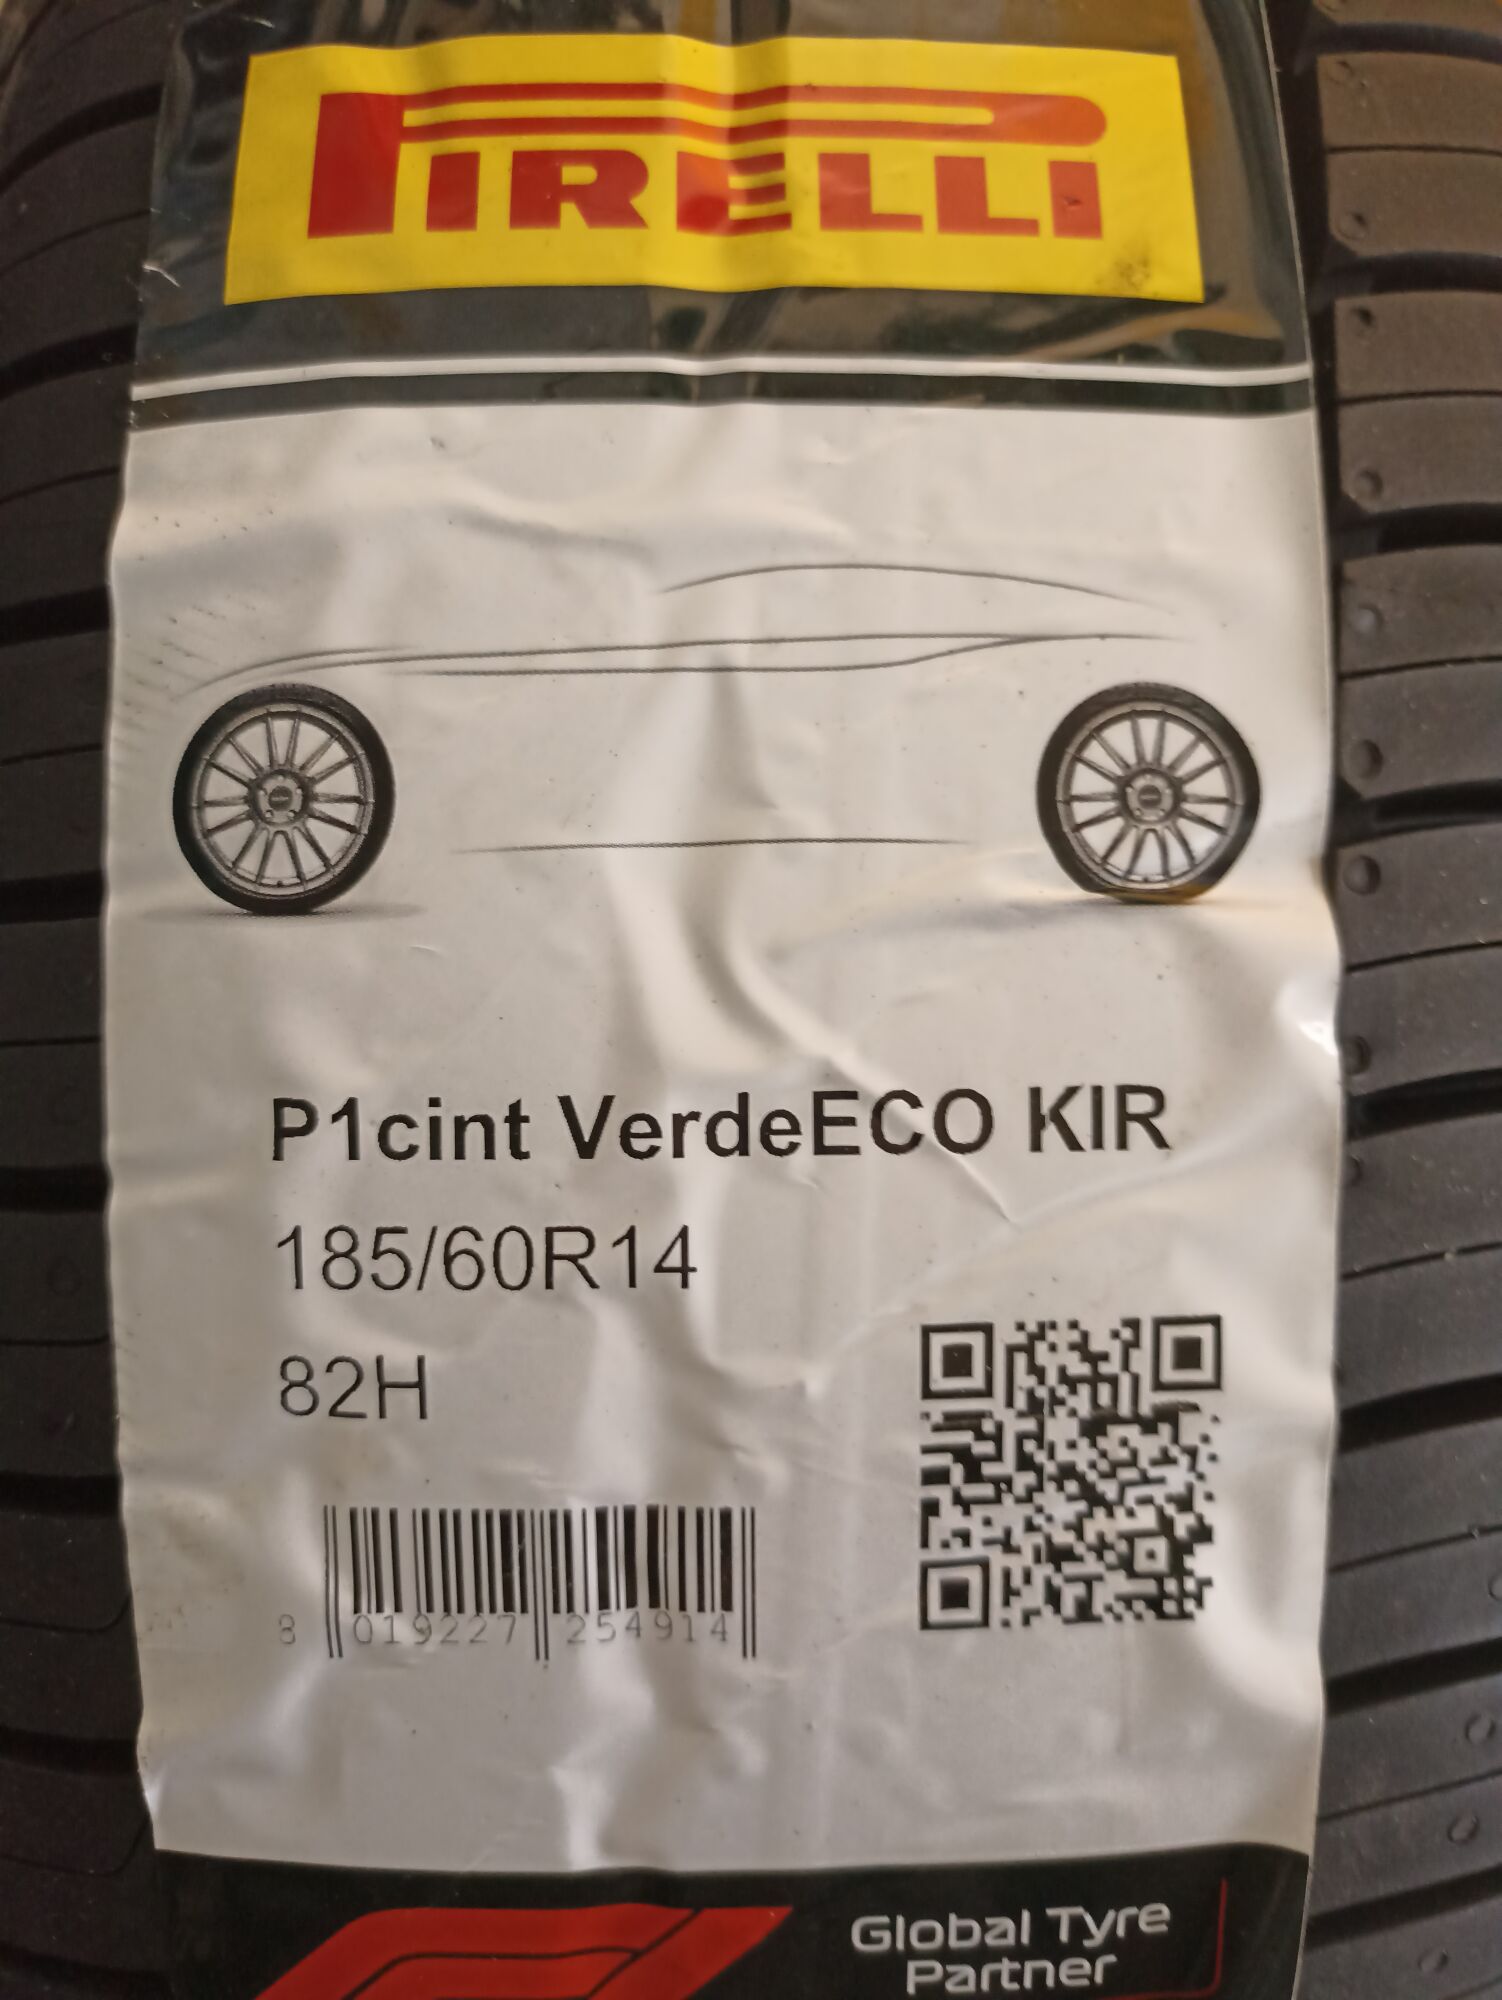 PIRELLI
P1cint VerdeECO KIR
185/60R14
82H
8 019227 254914
Global Tyre
Partner